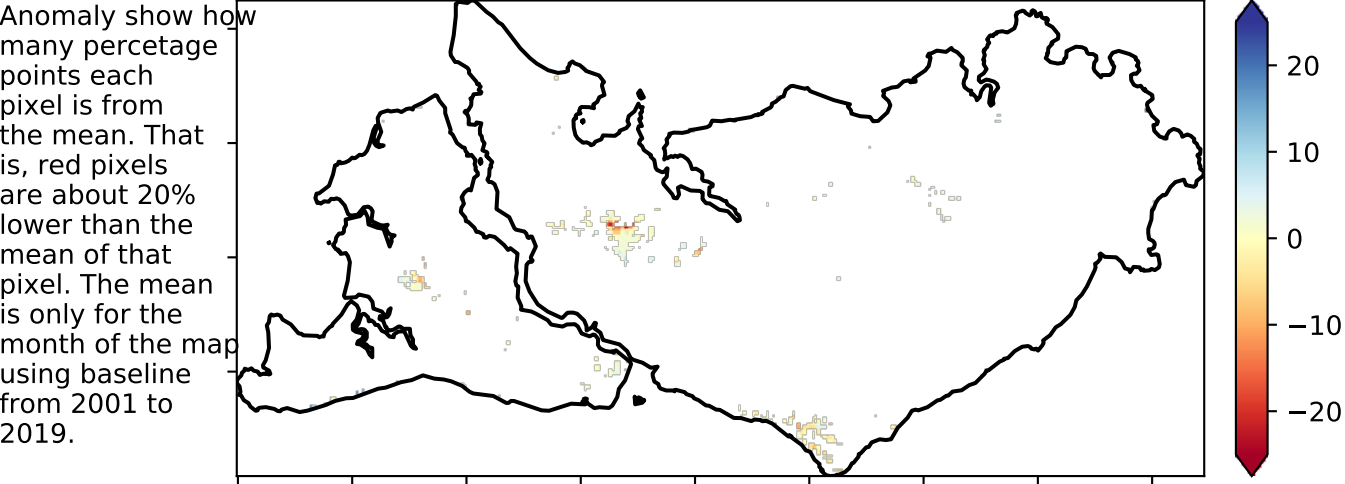 Anomaly show how
many percetage
points each
pixel is from
the mean. That
is, red pixels
are about 20%
lower than the
mean of that
pixel. The mean
is only for the
month of the map
using baseline
from 2001 to
2019.
20
10
0
−10
−20